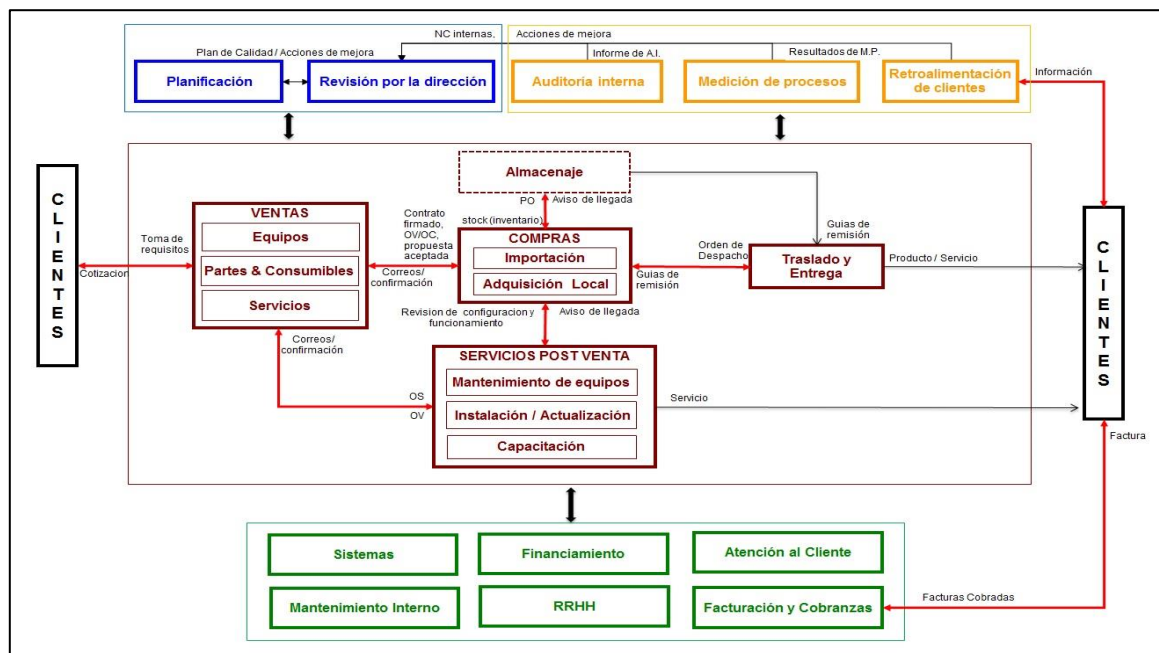 NC internas,
Acciones de mejora
Plan de Calidad / Acciones de mejora
Informe de A.I.
Resultados de M.P.
Planificación
Revisión por la dirección
Auditoría interna
Medición de procesos
Retroalimentación
de clientes
Información
CLIENTES
Toma de
requisitos
Cotizacion
VENTAS
Equipos
Partes & Consumibles
Servicios
Contrato
firmado,
OV/OC,
propuesta
aceptada
Correos/
confirmación
Almacenaje
PO
Aviso de llegada
stock (inventario)
COMPRAS
Importación
Adquisición Local
Orden de
Despacho
Guias de
remisión
Guias de
remisión
Traslado y
Entrega
Producto / Servicio
CLIENTES
Revision de configuracion y
funcionamiento
Aviso de llegada
Correos/
confirmación
OS
OV
SERVICIOS POST VENTA
Mantenimiento de equipos
Instalación / Actualización
Capacitación
Servicio
Factura
Sistemas
Financiamiento
Atención al Cliente
Mantenimiento Interno
RRHH
Facturación y Cobranzas
Facturas Cobradas